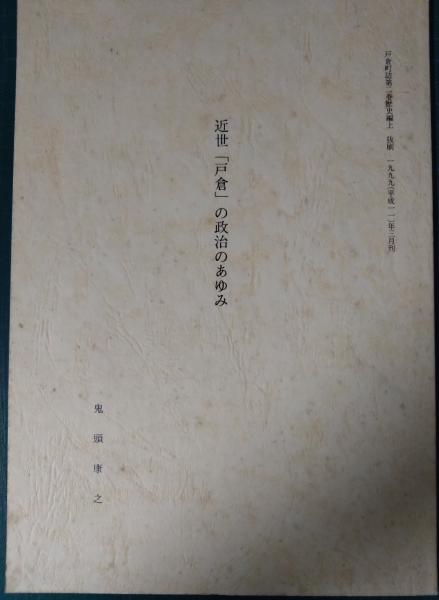 戸倉町誌第二巻歴史編上 抜刷 一九九九(平成一一)年三月刊
近世「戸倉」の政治のあゆみ
鬼頭康之